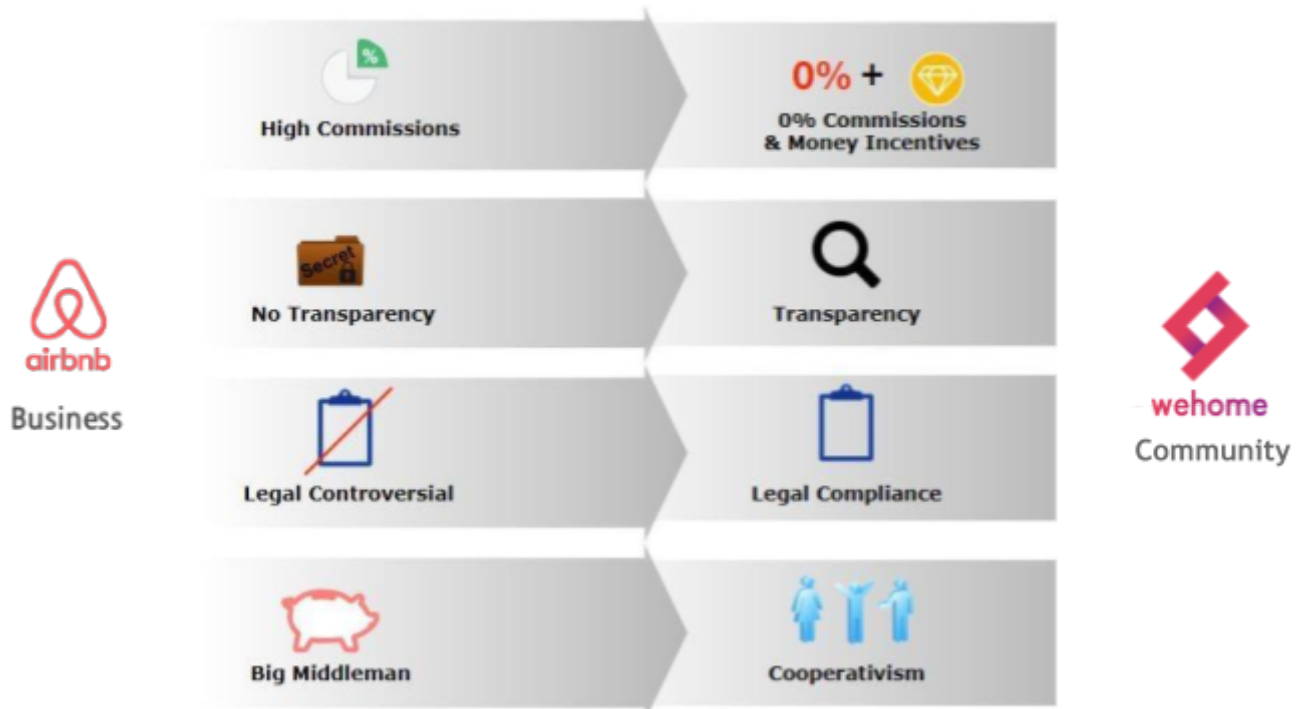 %
High Commissions
0% +
0% Commissions
& Money Incentives
Secret
No Transparency
Transparency
airbnb
Business
wehome
Community
Legal Controversial
Legal Compliance
Big Middleman
Cooperativism